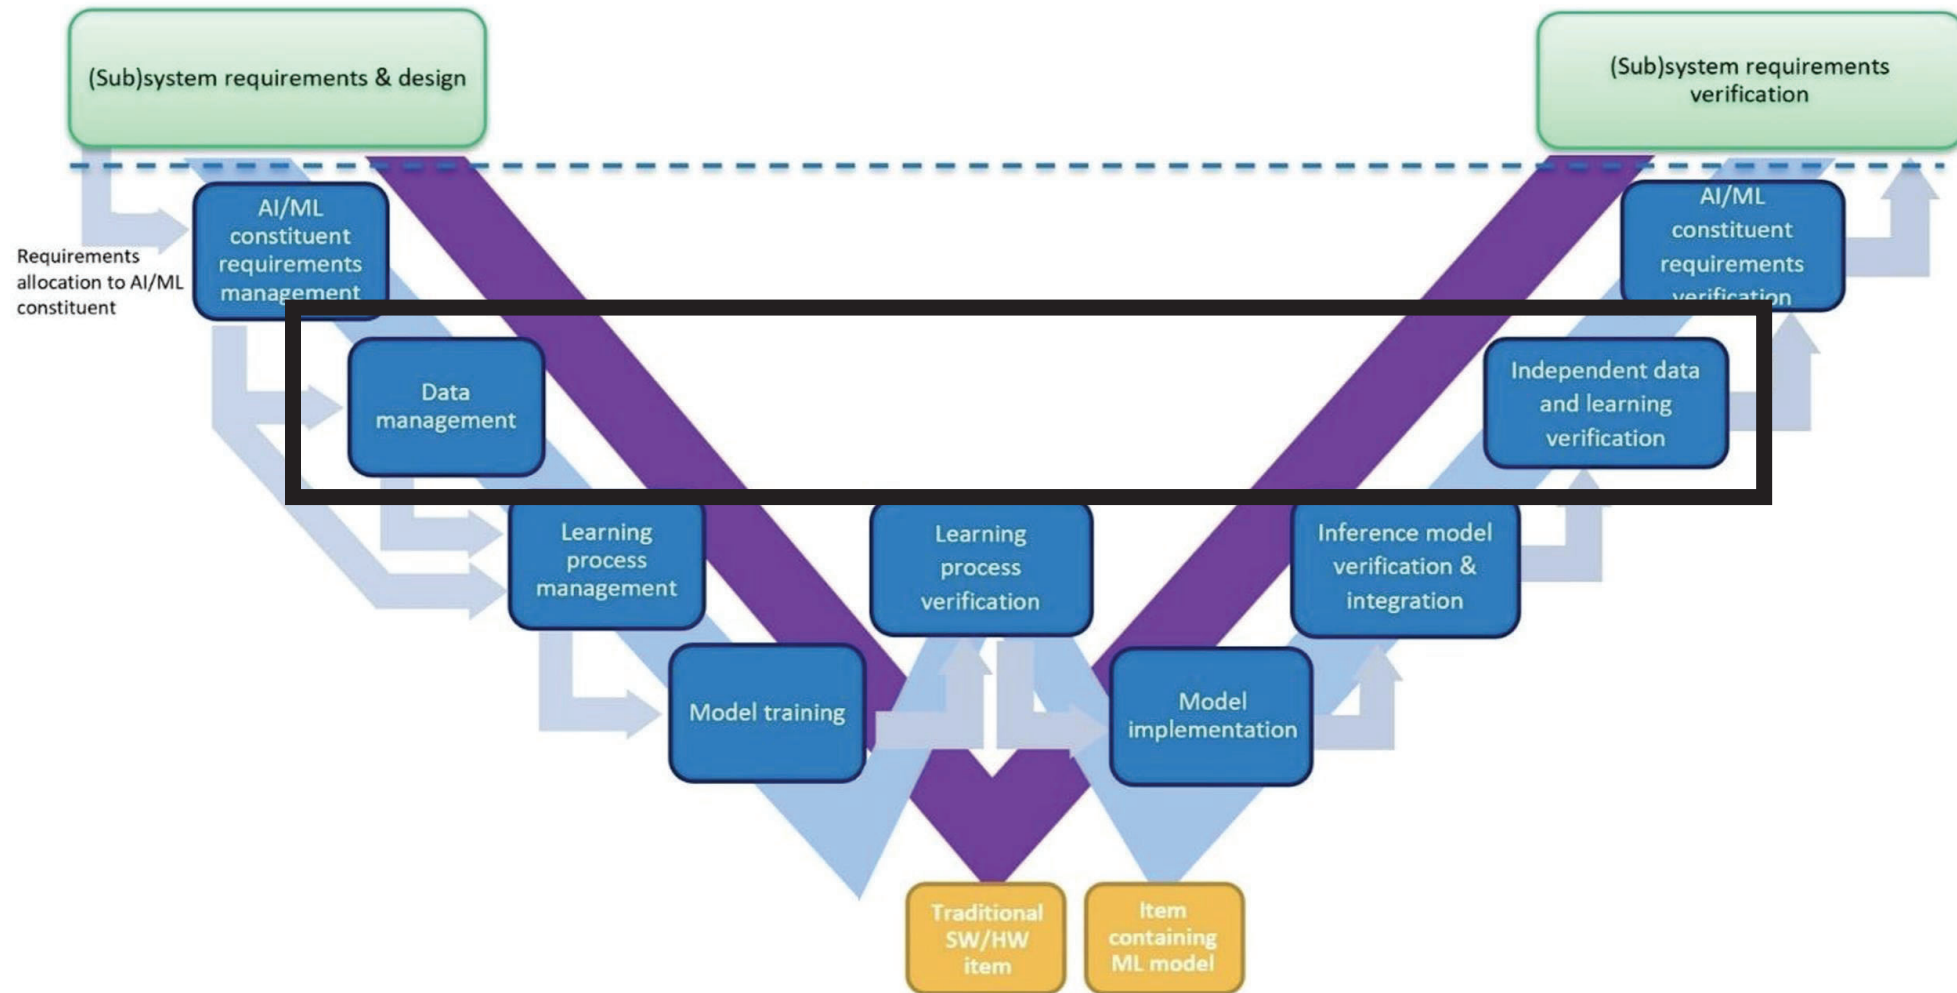 (Sub)system requirements & design
(Sub)system requirements
verification
AI/ML
constituent
requirements
management
Requirements
allocation to AI/ML
constituent
AI/ML
constituent
requirements
verification
Data
management
Independent data
and learning
verification
Learning
process
management
Learning
process
verification
Inference model
verification &
integration
Model training
Model
implementation
Traditional
SW/HW
item
Item
containing
ML model